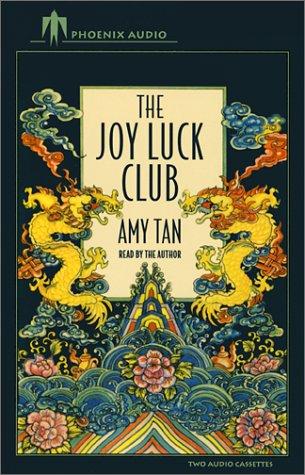 PHOENIX AUDIO
THE
JOY LUCK
CLUB
AMY TAN
READ BY THE AUTHOR
TWO AUDIO CASSETTES